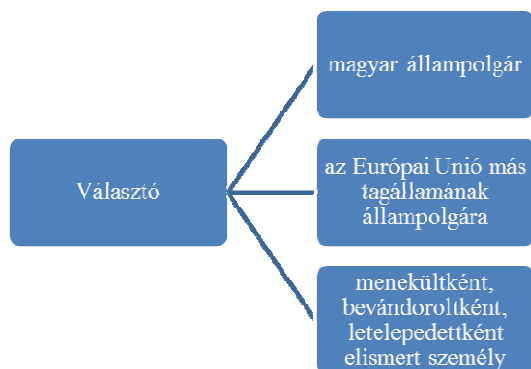 magyar állampolgár
Választó
az Európai Unió más
tagállamának
állampolgára
menekültként,
bevándoroltként,
letelepedettként
elismert személy